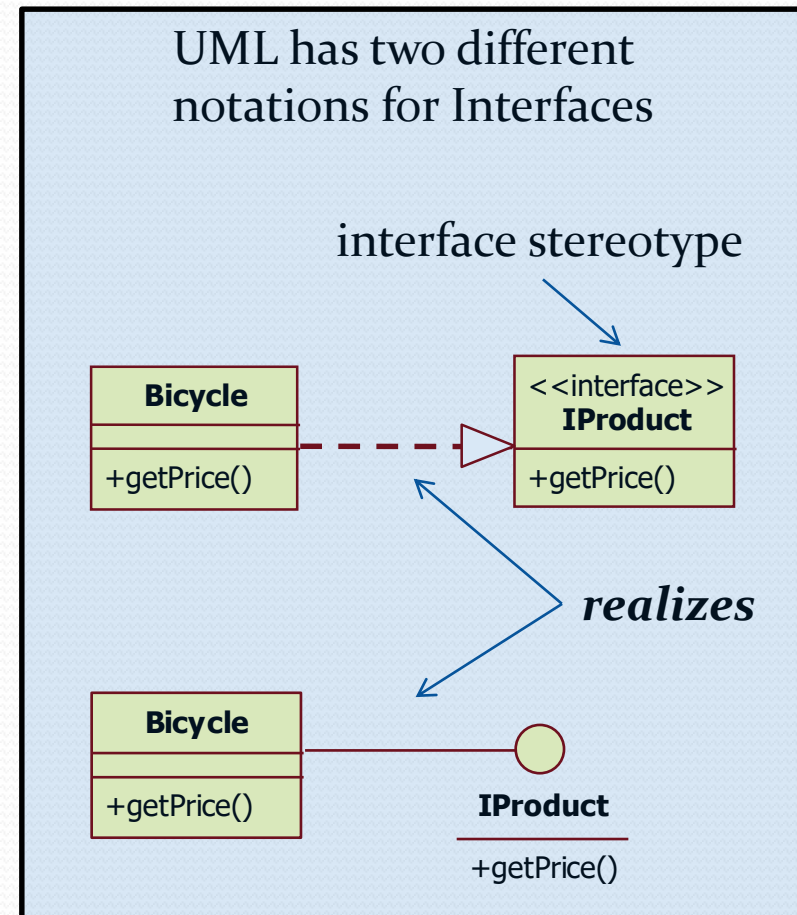 UML has two different
notations for Interfaces
interface stereotype
Bicycle
+getPrice()
<<interface>>
IProduct
+getPrice()
realizes
Bicycle
+getPrice()
IProduct
+getPrice()